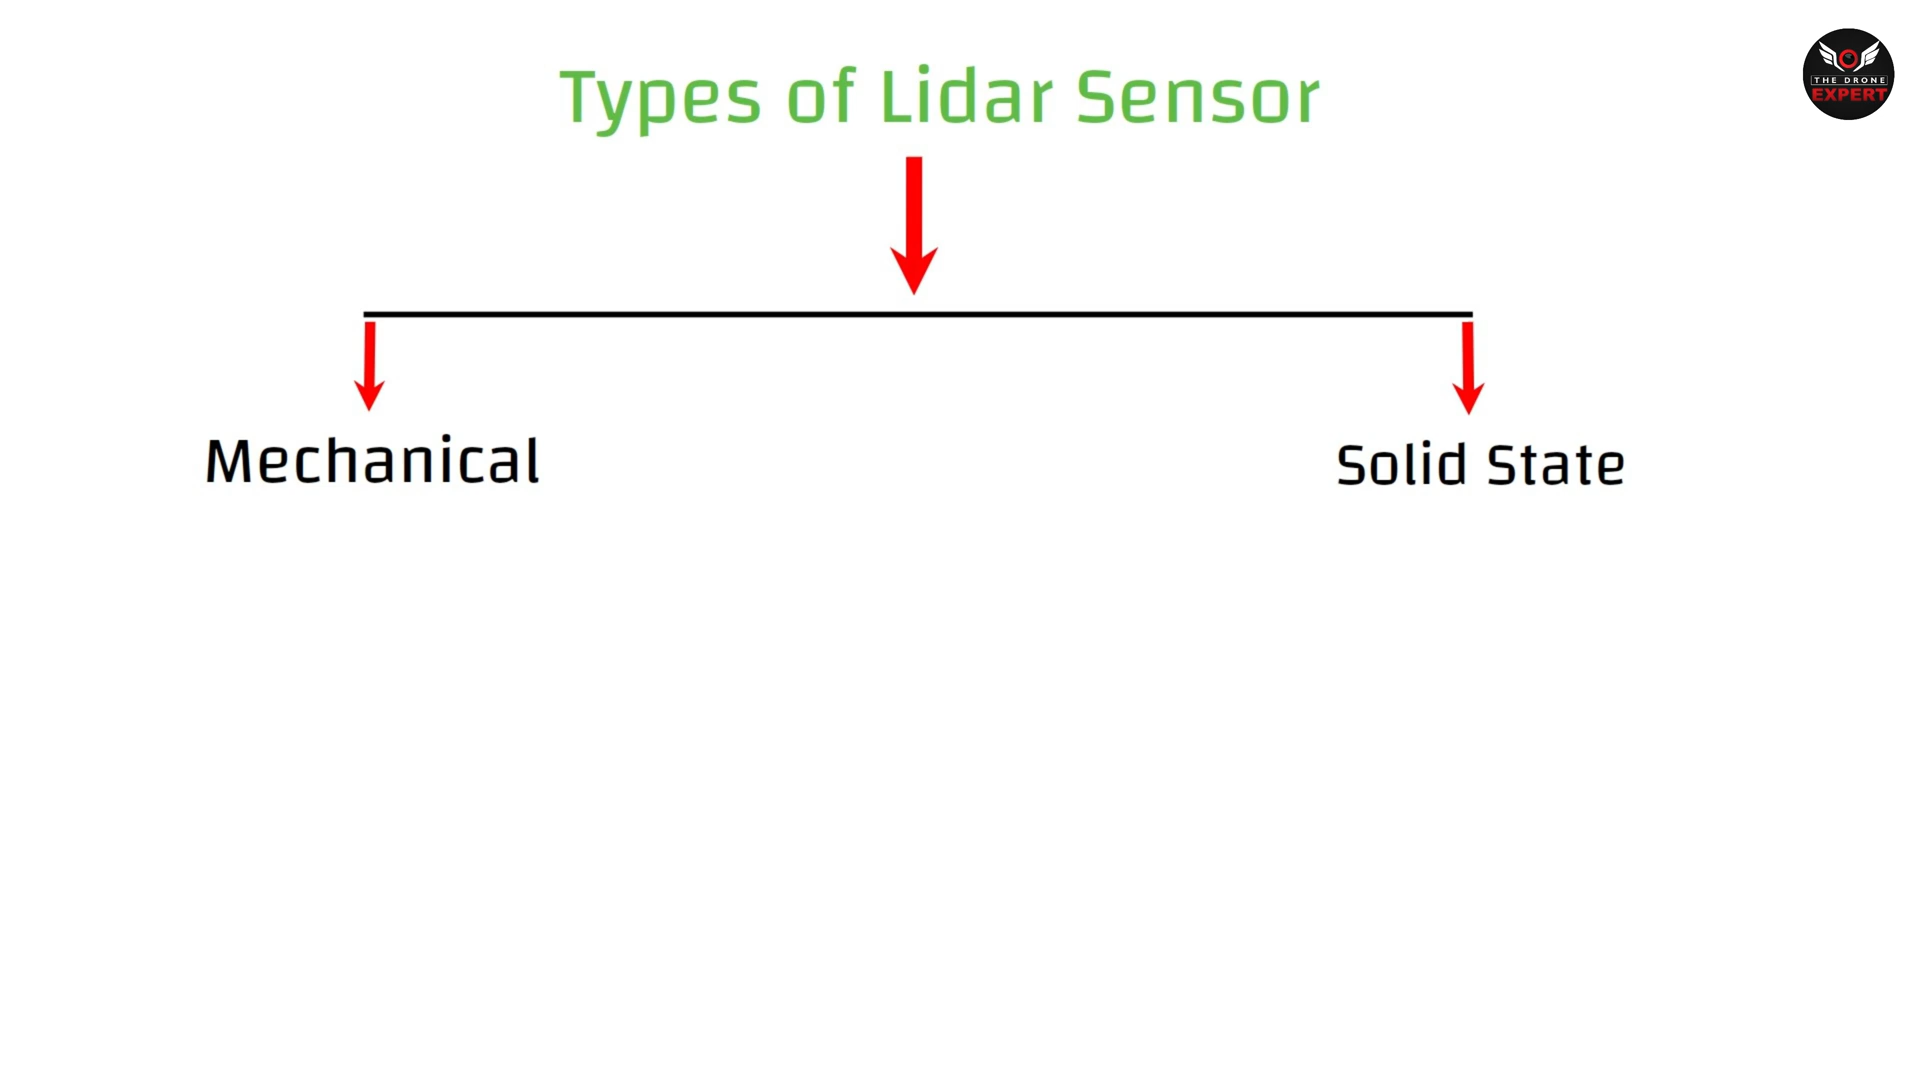 Types of Lidar Sensor
THE DRONE
EXPERT
Mechanical
Solid State